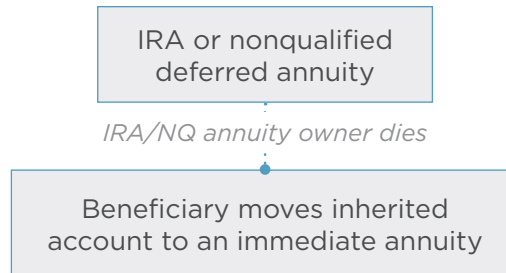 IRA or nonqualified
deferred annuity
IRA/NQ annuity owner dies
Beneficiary moves inherited
account to an immediate annuity